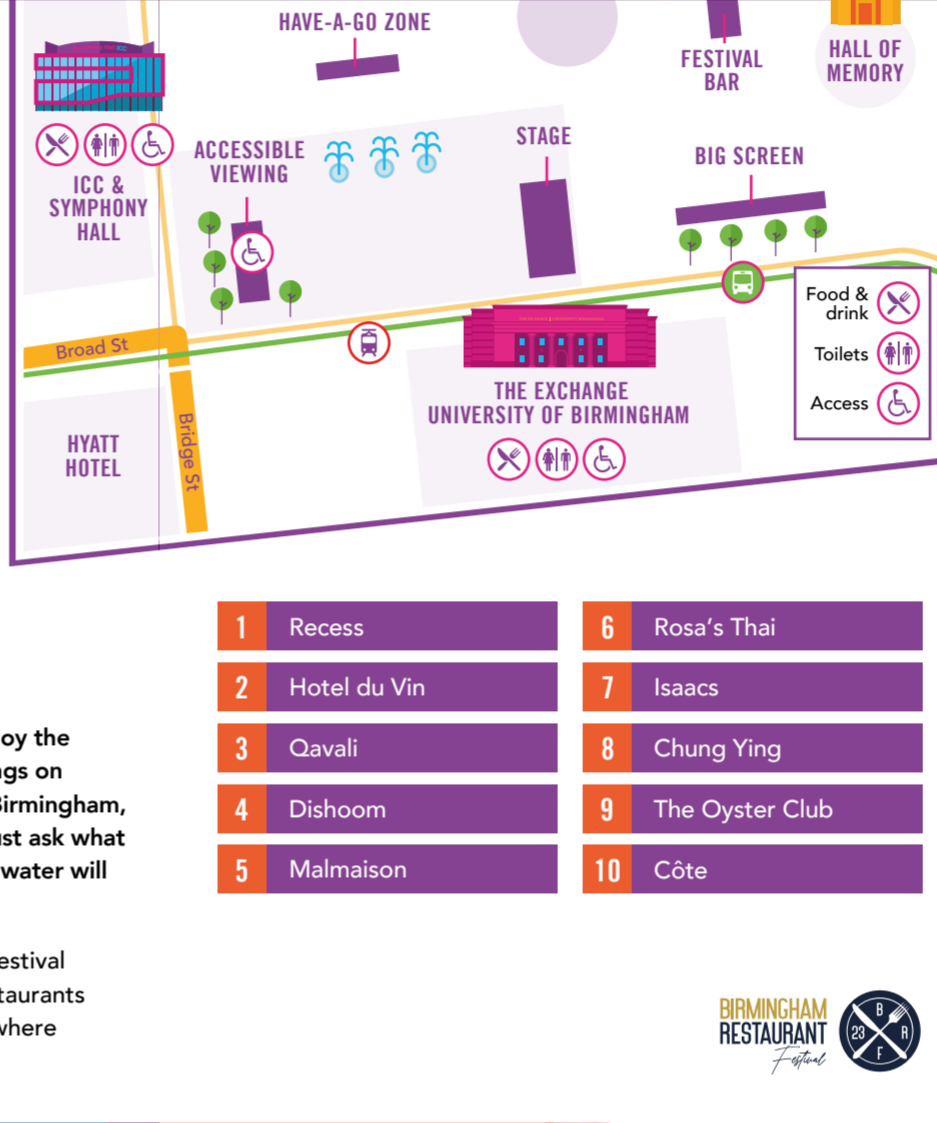 HAVE-A-GO ZONE
FESTIVAL
BAR
HALL OF
MEMORY
ACCESSIBLE
VIEWING
STAGE
BIG SCREEN
ICC &
SYMPHONY
HALL
Food &
drink
Toilets
Access
Broad St
Bridge St
HYATT
HOTEL
THE EXCHANGE
UNIVERSITY OF BIRMINGHAM
1 Recess
2 Hotel du Vin
3 Qavali
4 Dishoom
5 Malmaison
6 Rosa's Thai
7 Isaacs
8 Chung Ying
9 The Oyster Club
10 Côte
oy the
ngs on
Birmingham,
ust ask what
water will
estival
taurants
where
BIRMINGHAM
RESTAURANT
Festival
B
23 R
F